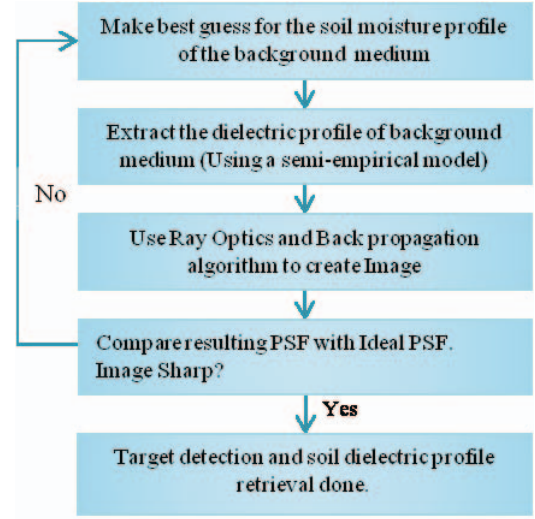 Make best guess for the soil moisture profile
of the background medium
Extract the dielectric profile of background
medium (Using a semi-empirical model)
No
Use Ray Optics and Back propagation
algorithm to create Image
Compare resulting PSF with Ideal PSF.
Image Sharp?
Yes
Target detection and soil dielectric profile
retrieval done.